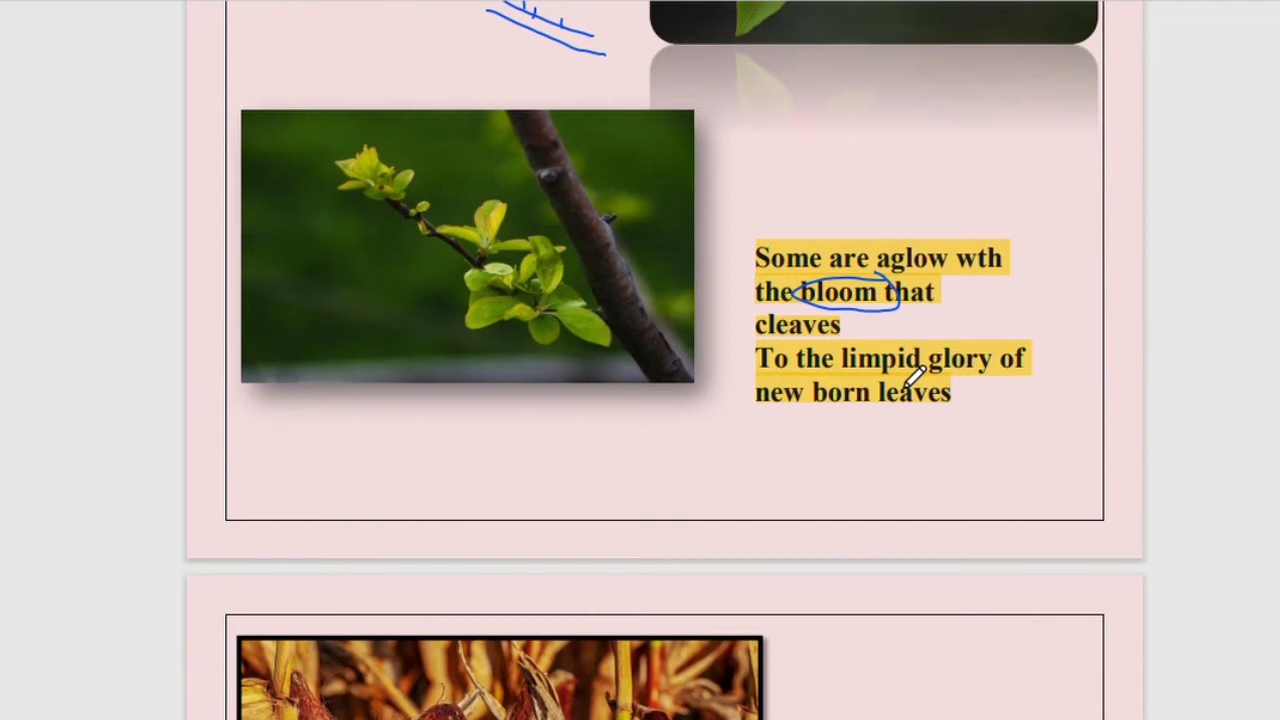 Some are aglow wth
the bloom that
cleaves
To the limpid glory of
new born leaves